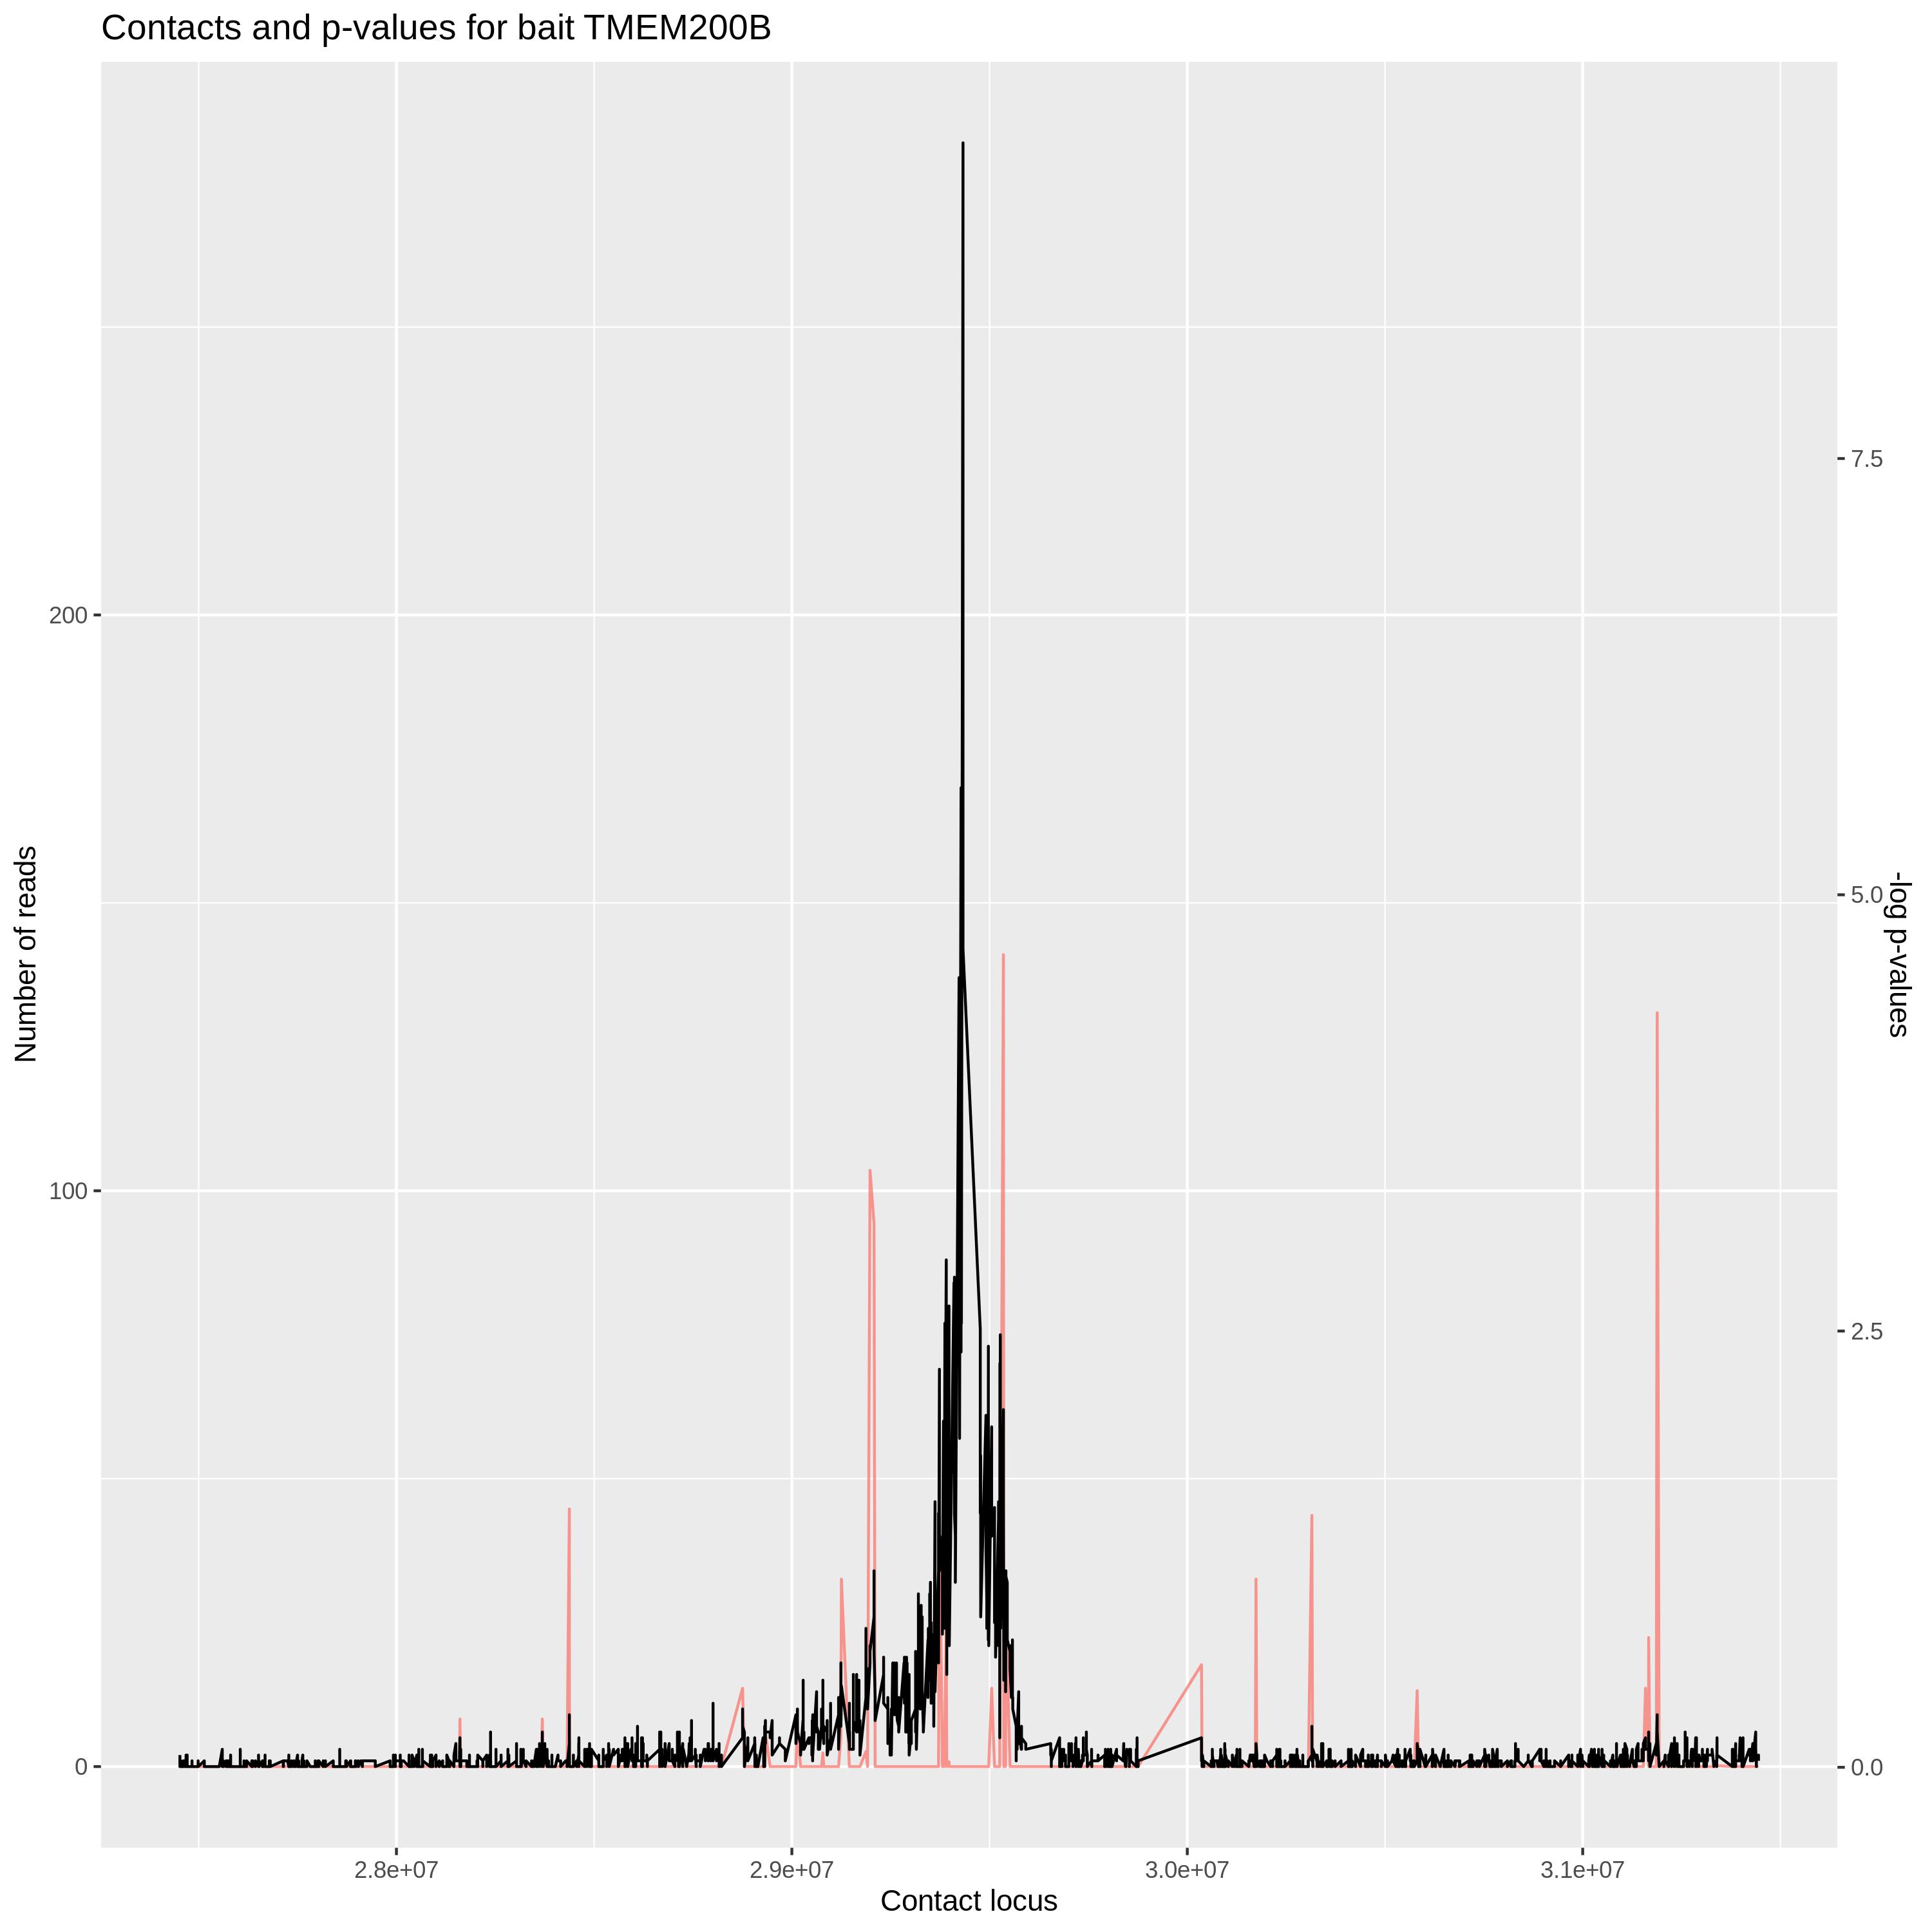 Contacts and p-values for bait TMEM200B
Number of reads
200
100
0
7.5
5.0
2.5
0.0
-log p-values
2.8e+07
2.9e+07
3.0e+07
3.1e+07
Contact locus